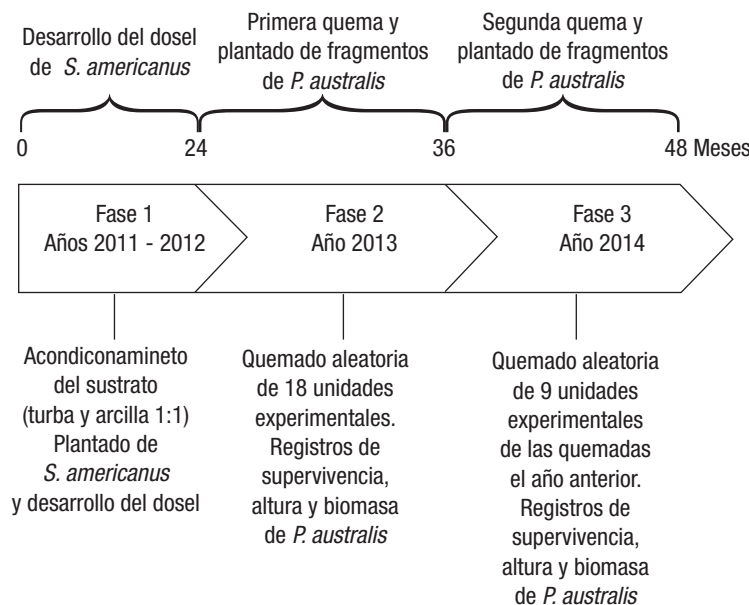 Desarrollo del dosel
de S. americanus
Primera quema y
plantado de fragmentos
de P. australis
Segunda quema y
plantado de fragmentos
de P. australis
0
24
36
48 Meses
Fase 1
Años 2011 - 2012
Fase 2
Año 2013
Fase 3
Año 2014
Acondiconamineto
del sustrato
(turba y arcilla 1:1)
Plantado de
S. americanus
y desarrollo del dosel
Quemado aleatoria
de 18 unidades
experimentales.
Registros de
supervivencia,
altura y biomasa
de P. australis
Quemado aleatoria
de 9 unidades
experimentales
de las quemadas
el año anterior.
Registros de
supervivencia,
altura y biomasa
de P. australis